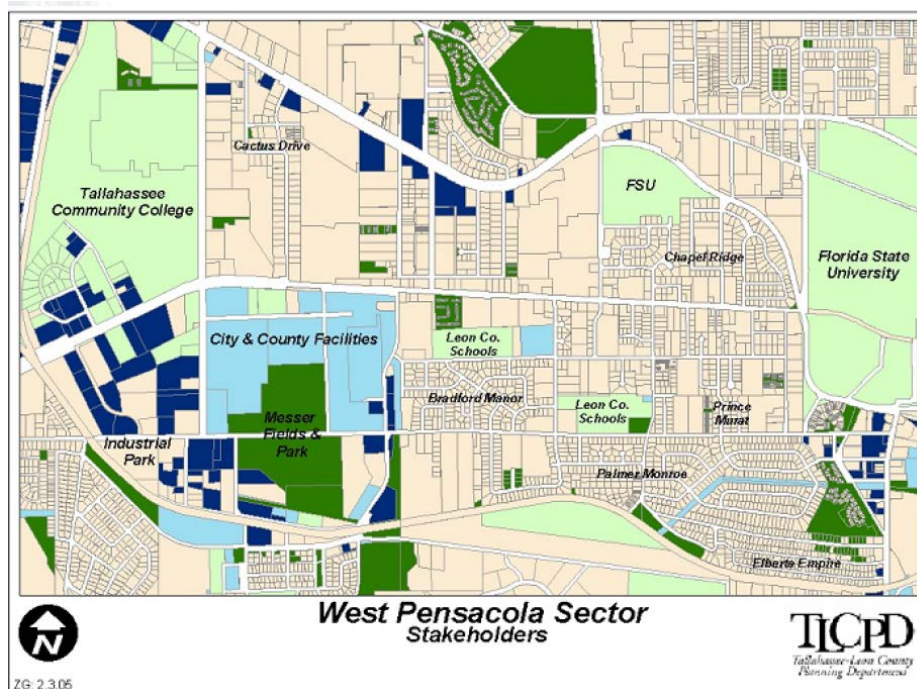 Cactus Drive
Tallahassee
Community College
FSU
Chapel Ridge
Florida State
University
City & County Facilities
Leon Co.
Schools
Bradford Manor
Leon Co.
Schools
Prince
Murat
Messer
Fields &
Park
Industrial
Park
Palmer Monroe
Elberta Empire
West Pensacola Sector
Stakeholders
N
TLCPD
Tallahassee-Leon County
Planning Department
ZG: 2.3.05